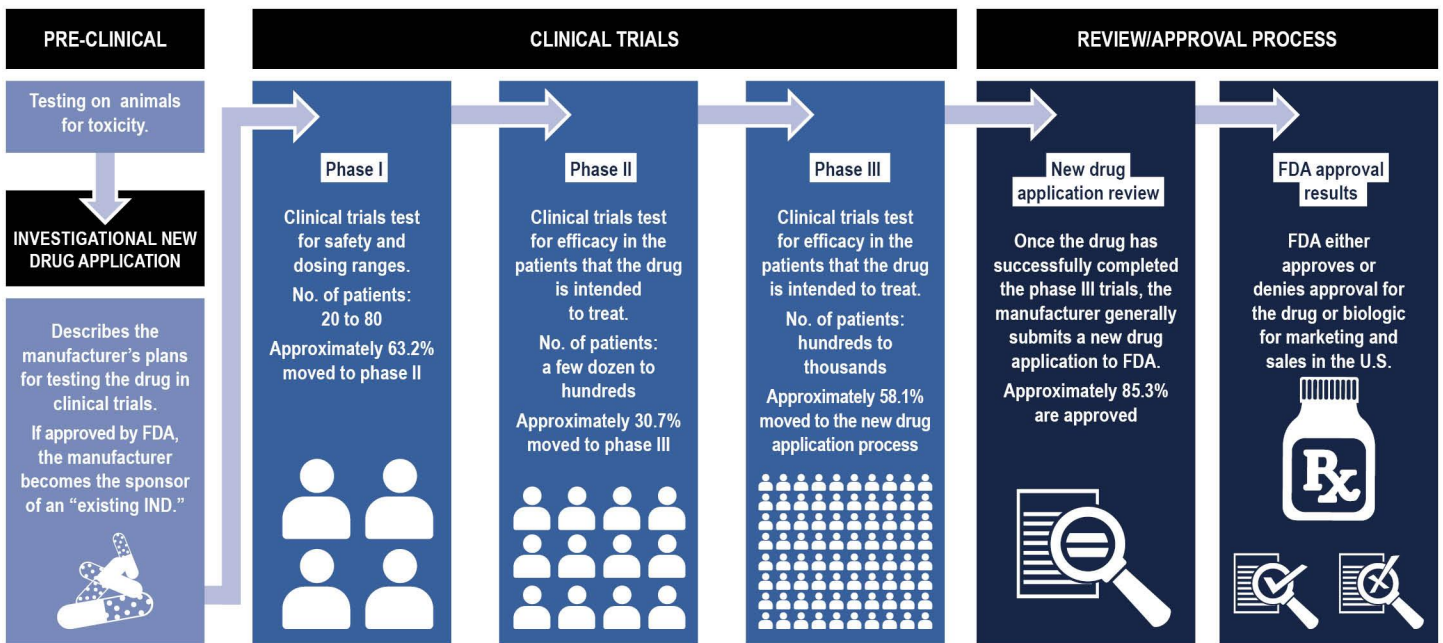 PRE-CLINICAL
Testing on animals
for toxicity.
INVESTIGATIONAL NEW
DRUG APPLICATION
Describes the
manufacturer’s plans
for testing the drug in
clinical trials.
If approved by FDA,
the manufacturer
becomes the sponsor
of an “existing IND.”
CLINICAL TRIALS
Phase I
Clinical trials test
for safety and
dosing ranges.
No. of patients:
20 to 80
Approximately 63.2%
moved to phase II
Phase II
Clinical trials test
for efficacy in the
patients that the drug
is intended
to treat.
No. of patients:
a few dozen to
hundreds
Approximately 30.7%
moved to phase III
Phase III
Clinical trials test
for efficacy in the
patients that the drug
is intended to treat.
No. of patients:
hundreds to
thousands
Approximately 58.1%
moved to the new drug
application process
REVIEW/APPROVAL PROCESS
New drug
application review
Once the drug has
successfully completed
the phase III trials, the
manufacturer generally
submits a new drug
application to FDA.
Approximately 85.3%
are approved
FDA approval
results
FDA either
approves or
denies approval for
the drug or biologic
for marketing and
sales in the U.S.
Rx